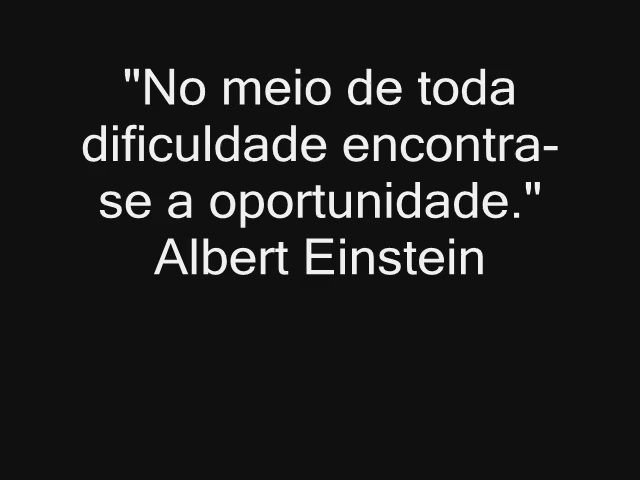 "No meio de toda
dificuldade encontra-
se a oportunidade."
Albert Einstein